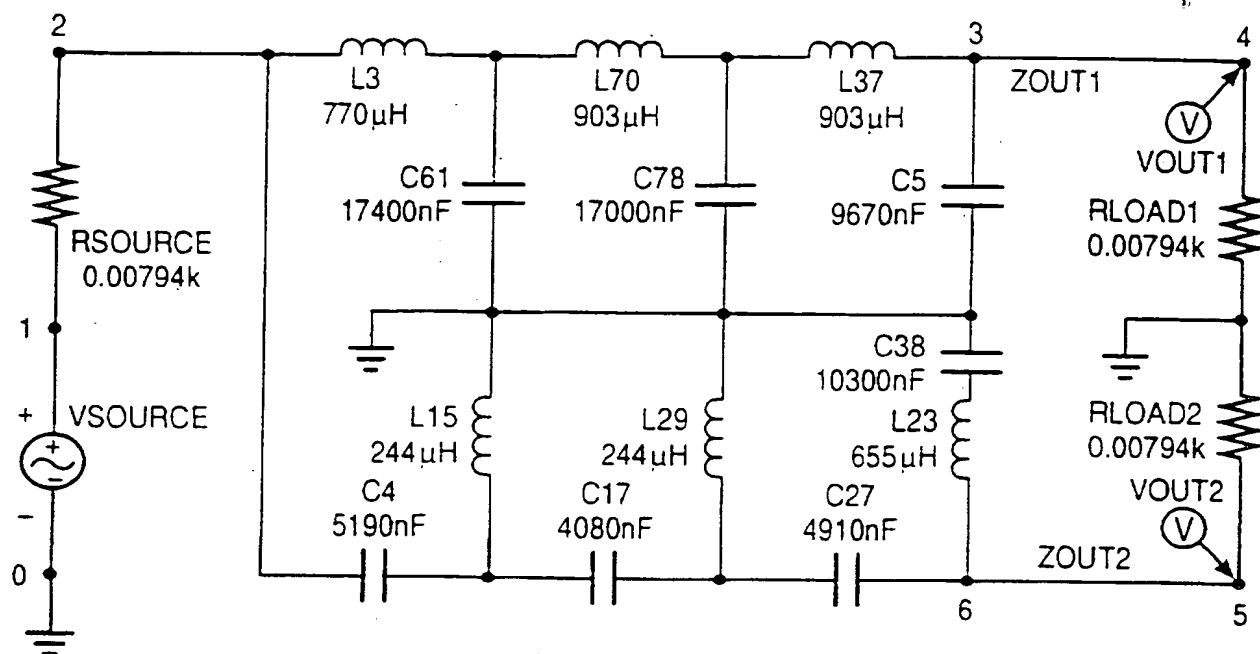 2
3
4
L3
770µH
L70
903µH
L37
903µH
ZOUT1
V
VOUT1
C61
17400nF
C78
17000nF
C5
9670nF
RLOAD1
0.00794k
RSOURCE
0.00794k
1
C38
10300nF
+ VSOURCE
+
−
−
L15
244µH
L29
244µH
L23
655µH
RLOAD2
0.00794k
C4
5190nF
C17
4080nF
C27
4910nF
VOUT2
V
0
ZOUT2
6
5